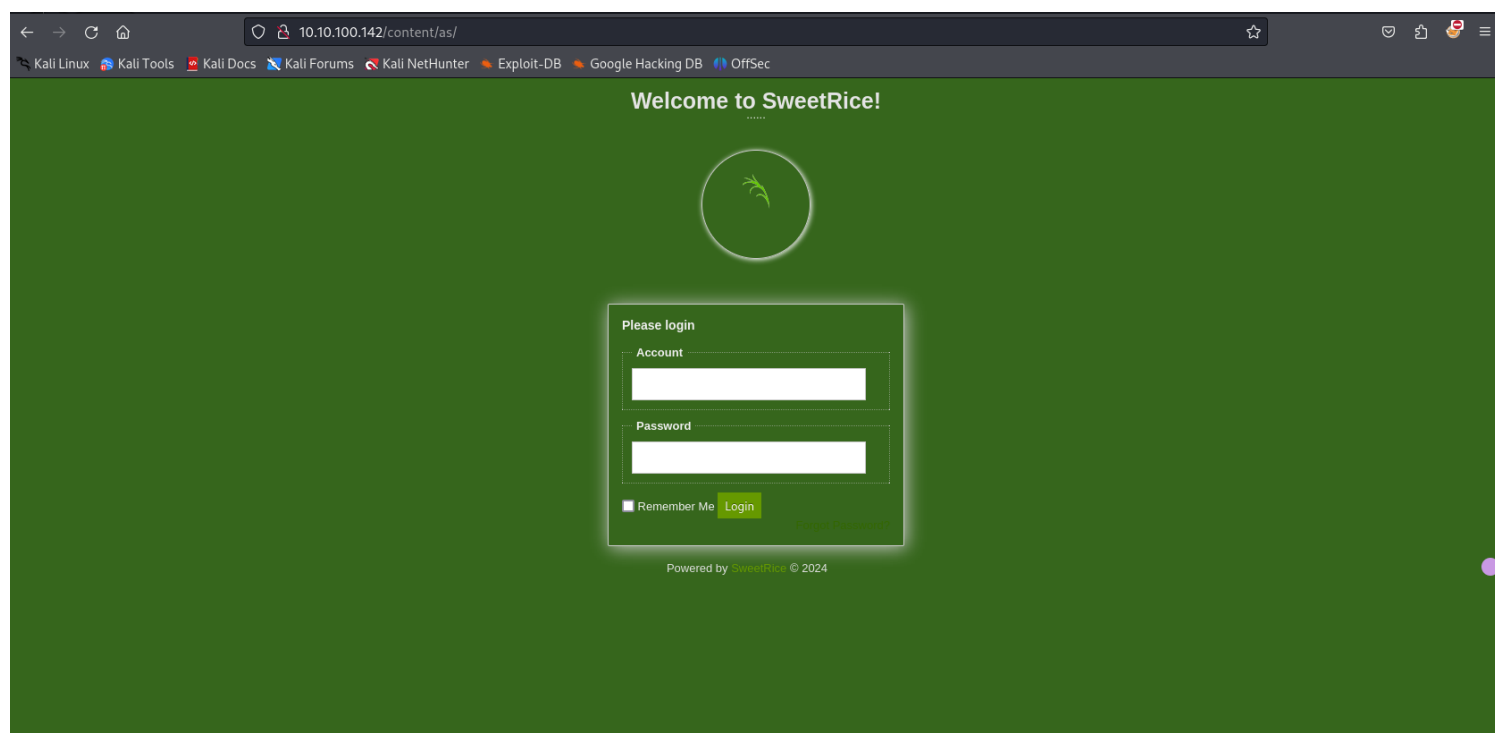 10.10.100.142/content/as/
Kali Linux Kali Tools Kali Docs Kali Forums Kali NetHunter Exploit-DB Google Hacking DB OffSec
Welcome to SweetRice!
Please login
Account
Password
Remember Me Login
Powered by SweetRice © 2024